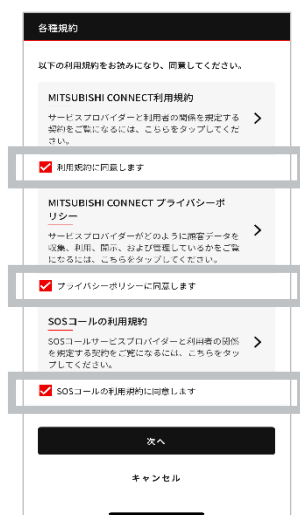 各種規約
以下の利用規約をお読みになり、同意してください。
MITSUBISHI CONNECT利用規約
サービスプロバイダーと利用者の関係を規定する
契約をご覧になるには、こちらをタップしてくだ
さい。
利用規約に同意します
MITSUBISHI CONNECT プライバシーポ
リシー
サービスプロバイダーがどのように顧客データを
収集、利用、開示、および管理しているかをご覧
になるには、こちらをタップしてください。
プライバシーポリシーに同意します
SOSコールの利用規約
SOSコールサービスプロバイダーと利用者の関係
を規定する契約をご覧になるには、こちらをタッ
プしてください。
SOSコールの利用規約に同意します
次へ
キャンセル